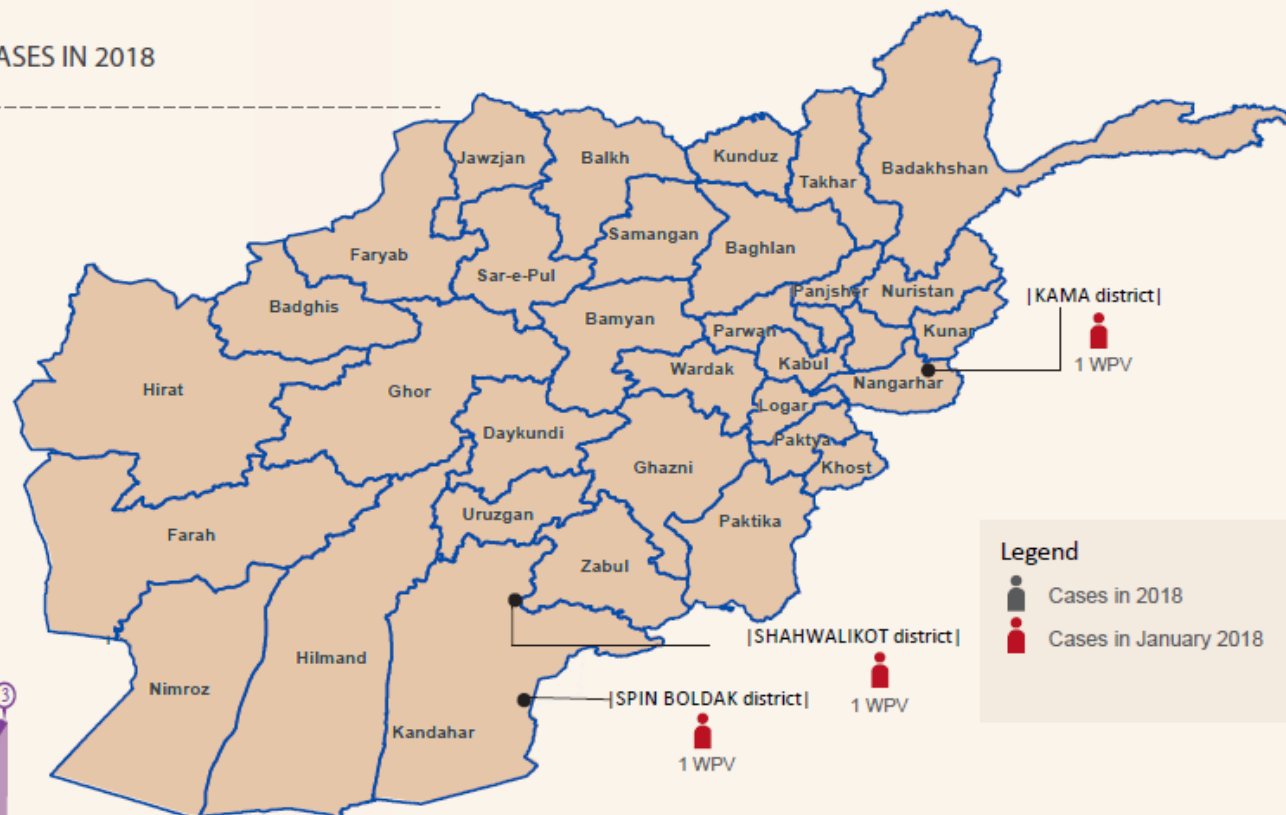 ASES IN 2018
Jawzjan
Balkh
Kunduz
Takhar
Badakhshan
Faryab
Sar-e-Pul
Samangan
Baghlan
Badghis
Bamyan
Panjsher
Nuristan
|KAMA district|
1 WPV
Parwan
Kunar
Hirat
Ghor
Wardak
Kabul
Nangarhar
Logar
Daykundi
Paktya
Ghazni
Khost
Uruzgan
Paktika
Farah
Zabul
Legend
Cases in 2018
Cases in January 2018
|SHAHWALIKOT district|
1 WPV
Hilmand
Nimroz
3
|SPIN BOLDAK district|
1 WPV
Kandahar